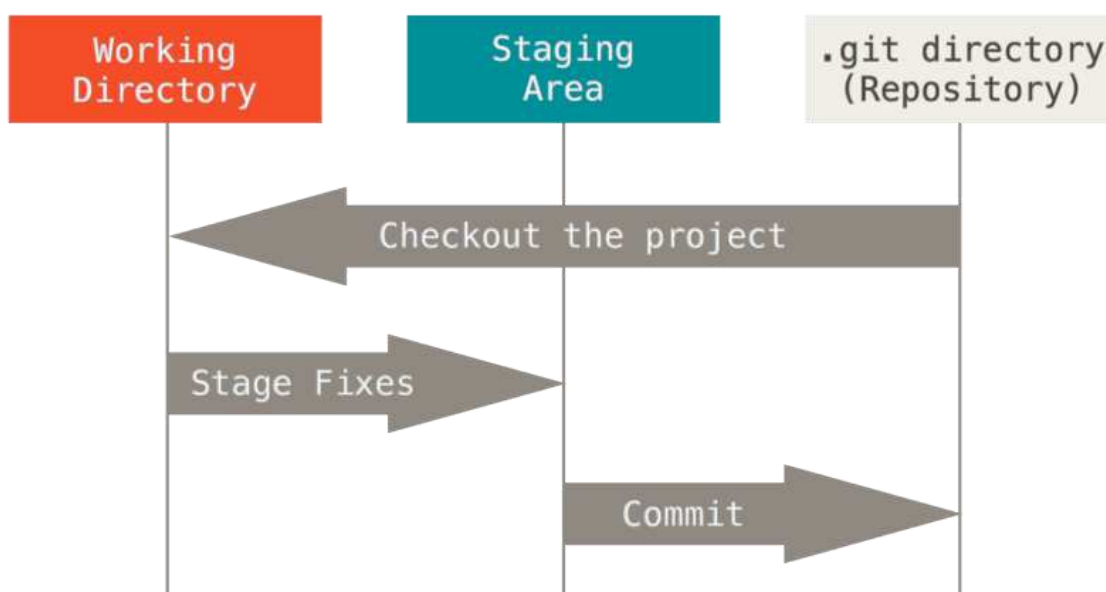 Working
Directory
Staging
Area
.git directory
(Repository)
Checkout the project
Stage Fixes
Commit